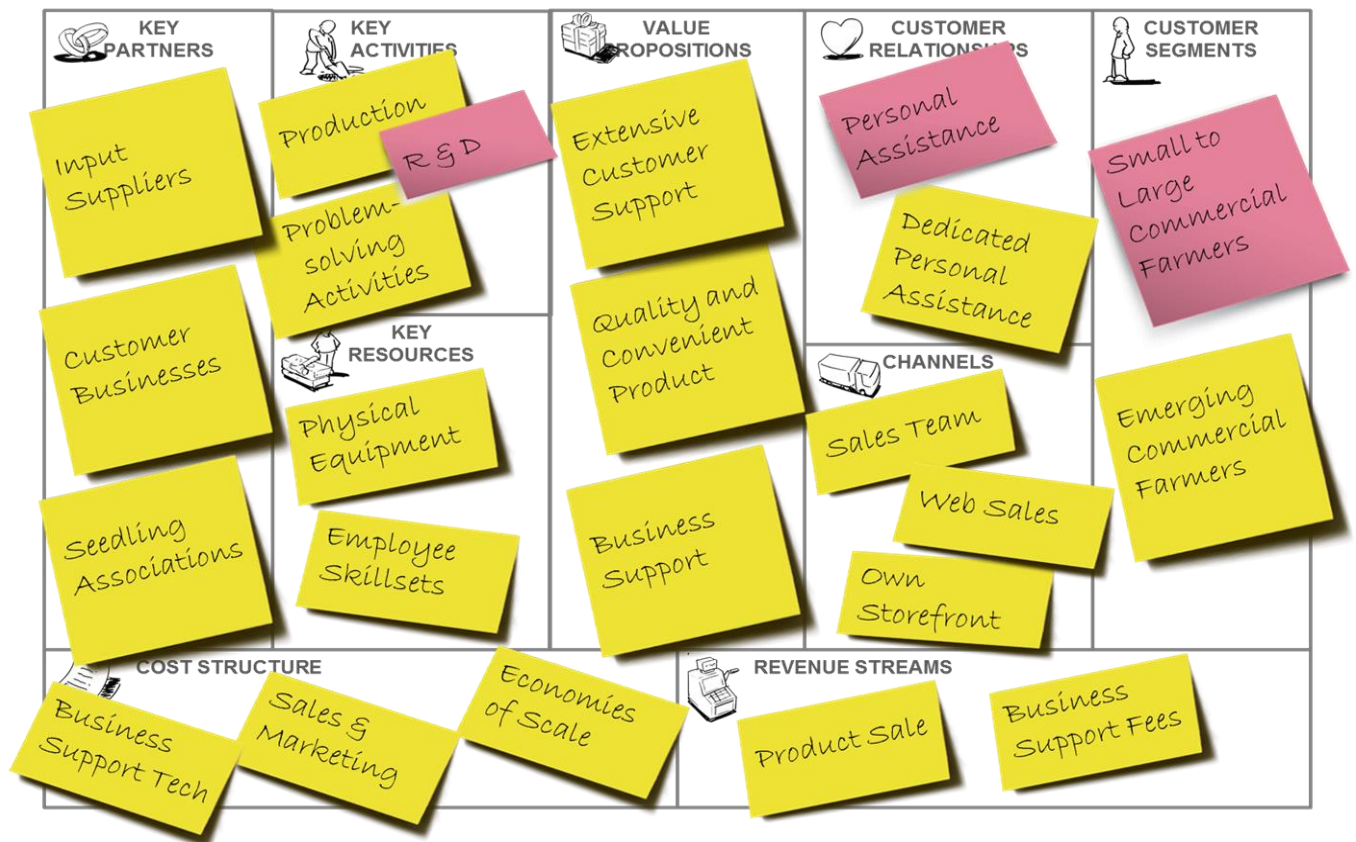 KEY
PARTNERS
Input
Suppliers
Customer
Businesses
Seedling
Associations
KEY
ACTIVITIES
Production
R & D
Problem-
solving
Activities
KEY
RESOURCES
Physical
Equipment
Employee
Skillsets
VALUE
PROPOSITIONS
Extensive
Customer
Support
Quality and
Convenient
Product
Business
Support
CUSTOMER
RELATIONSHIPS
Personal
Assistance
Dedicated
Personal
Assistance
CHANNELS
Sales Team
Web Sales
Own
Storefront
CUSTOMER
SEGMENTS
Small to
Large
Commercial
Farmers
Emerging
Commercial
Farmers
COST STRUCTURE
Business
Support Tech
Sales &
Marketing
Economies
of Scale
REVENUE STREAMS
Product Sale
Business
Support Fees